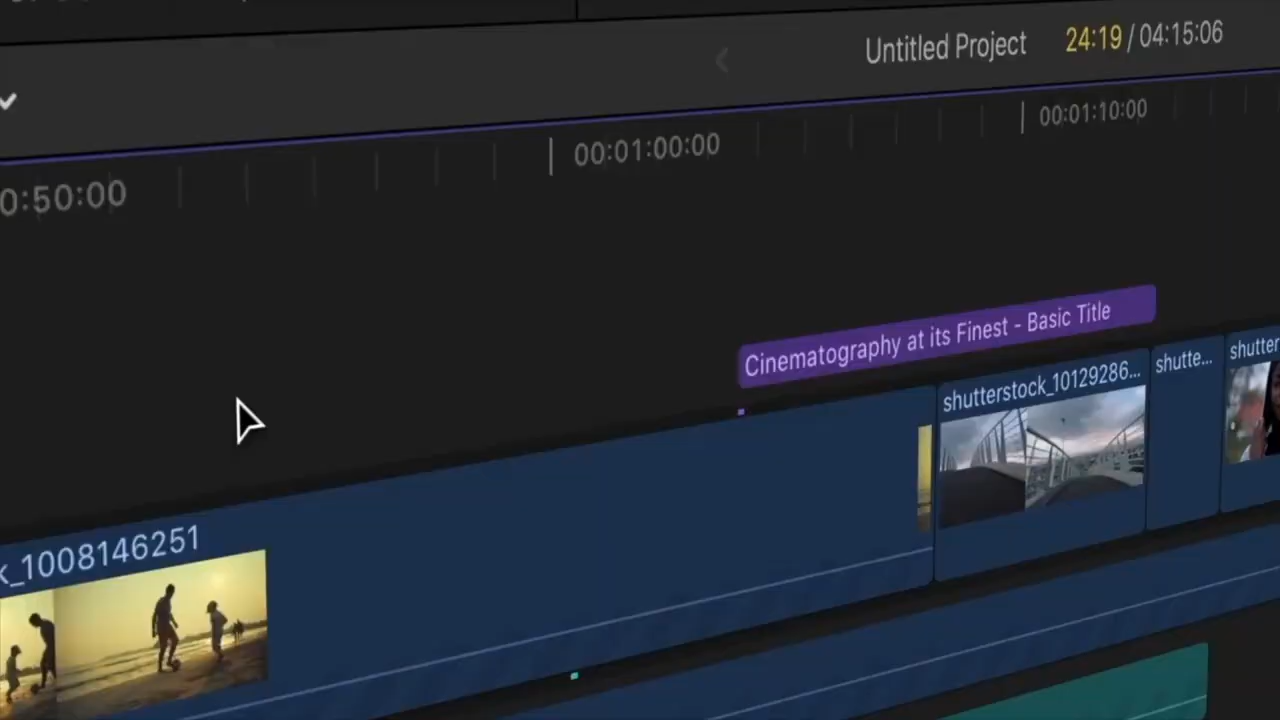 Untitled Project
24:19 / 04:15:06
0:50:00
00:01:00:00
00:01:10:00
Cinematography at its Finest - Basic Title
shutterstock_10129286...
shutte...
shutter
k_1008146251